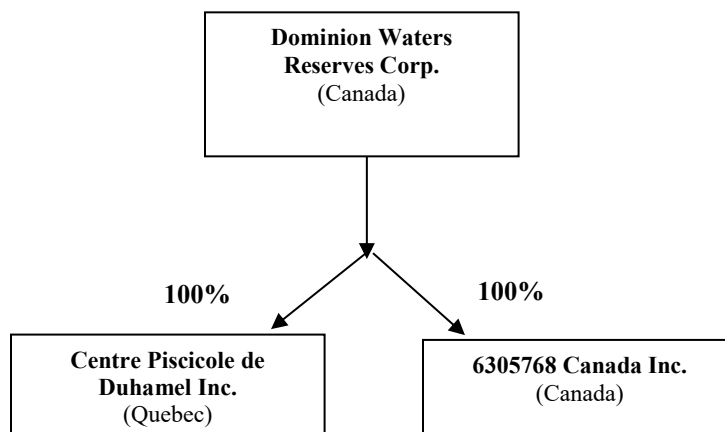 Dominion Waters
Reserves Corp.
(Canada)
100%
100%
Centre Piscicole de
Duhamel Inc.
(Quebec)
6305768 Canada Inc.
(Canada)